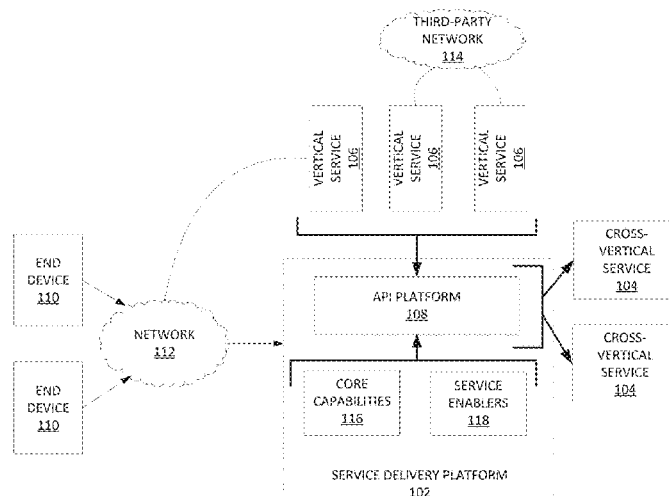 THIRD-PARTY
NETWORK
114
VERTICAL
SERVICE
106
VERTICAL
SERVICE
106
VERTICAL
SERVICE
106
END
DEVICE
110
END
DEVICE
110
NETWORK
112
API PLATFORM
108
CROSS-
VERTICAL
SERVICE
104
CROSS-
VERTICAL
SERVICE
104
CORE
CAPABILITIES
116
SERVICE
ENABLERS
118
SERVICE DELIVERY PLATFORM
102